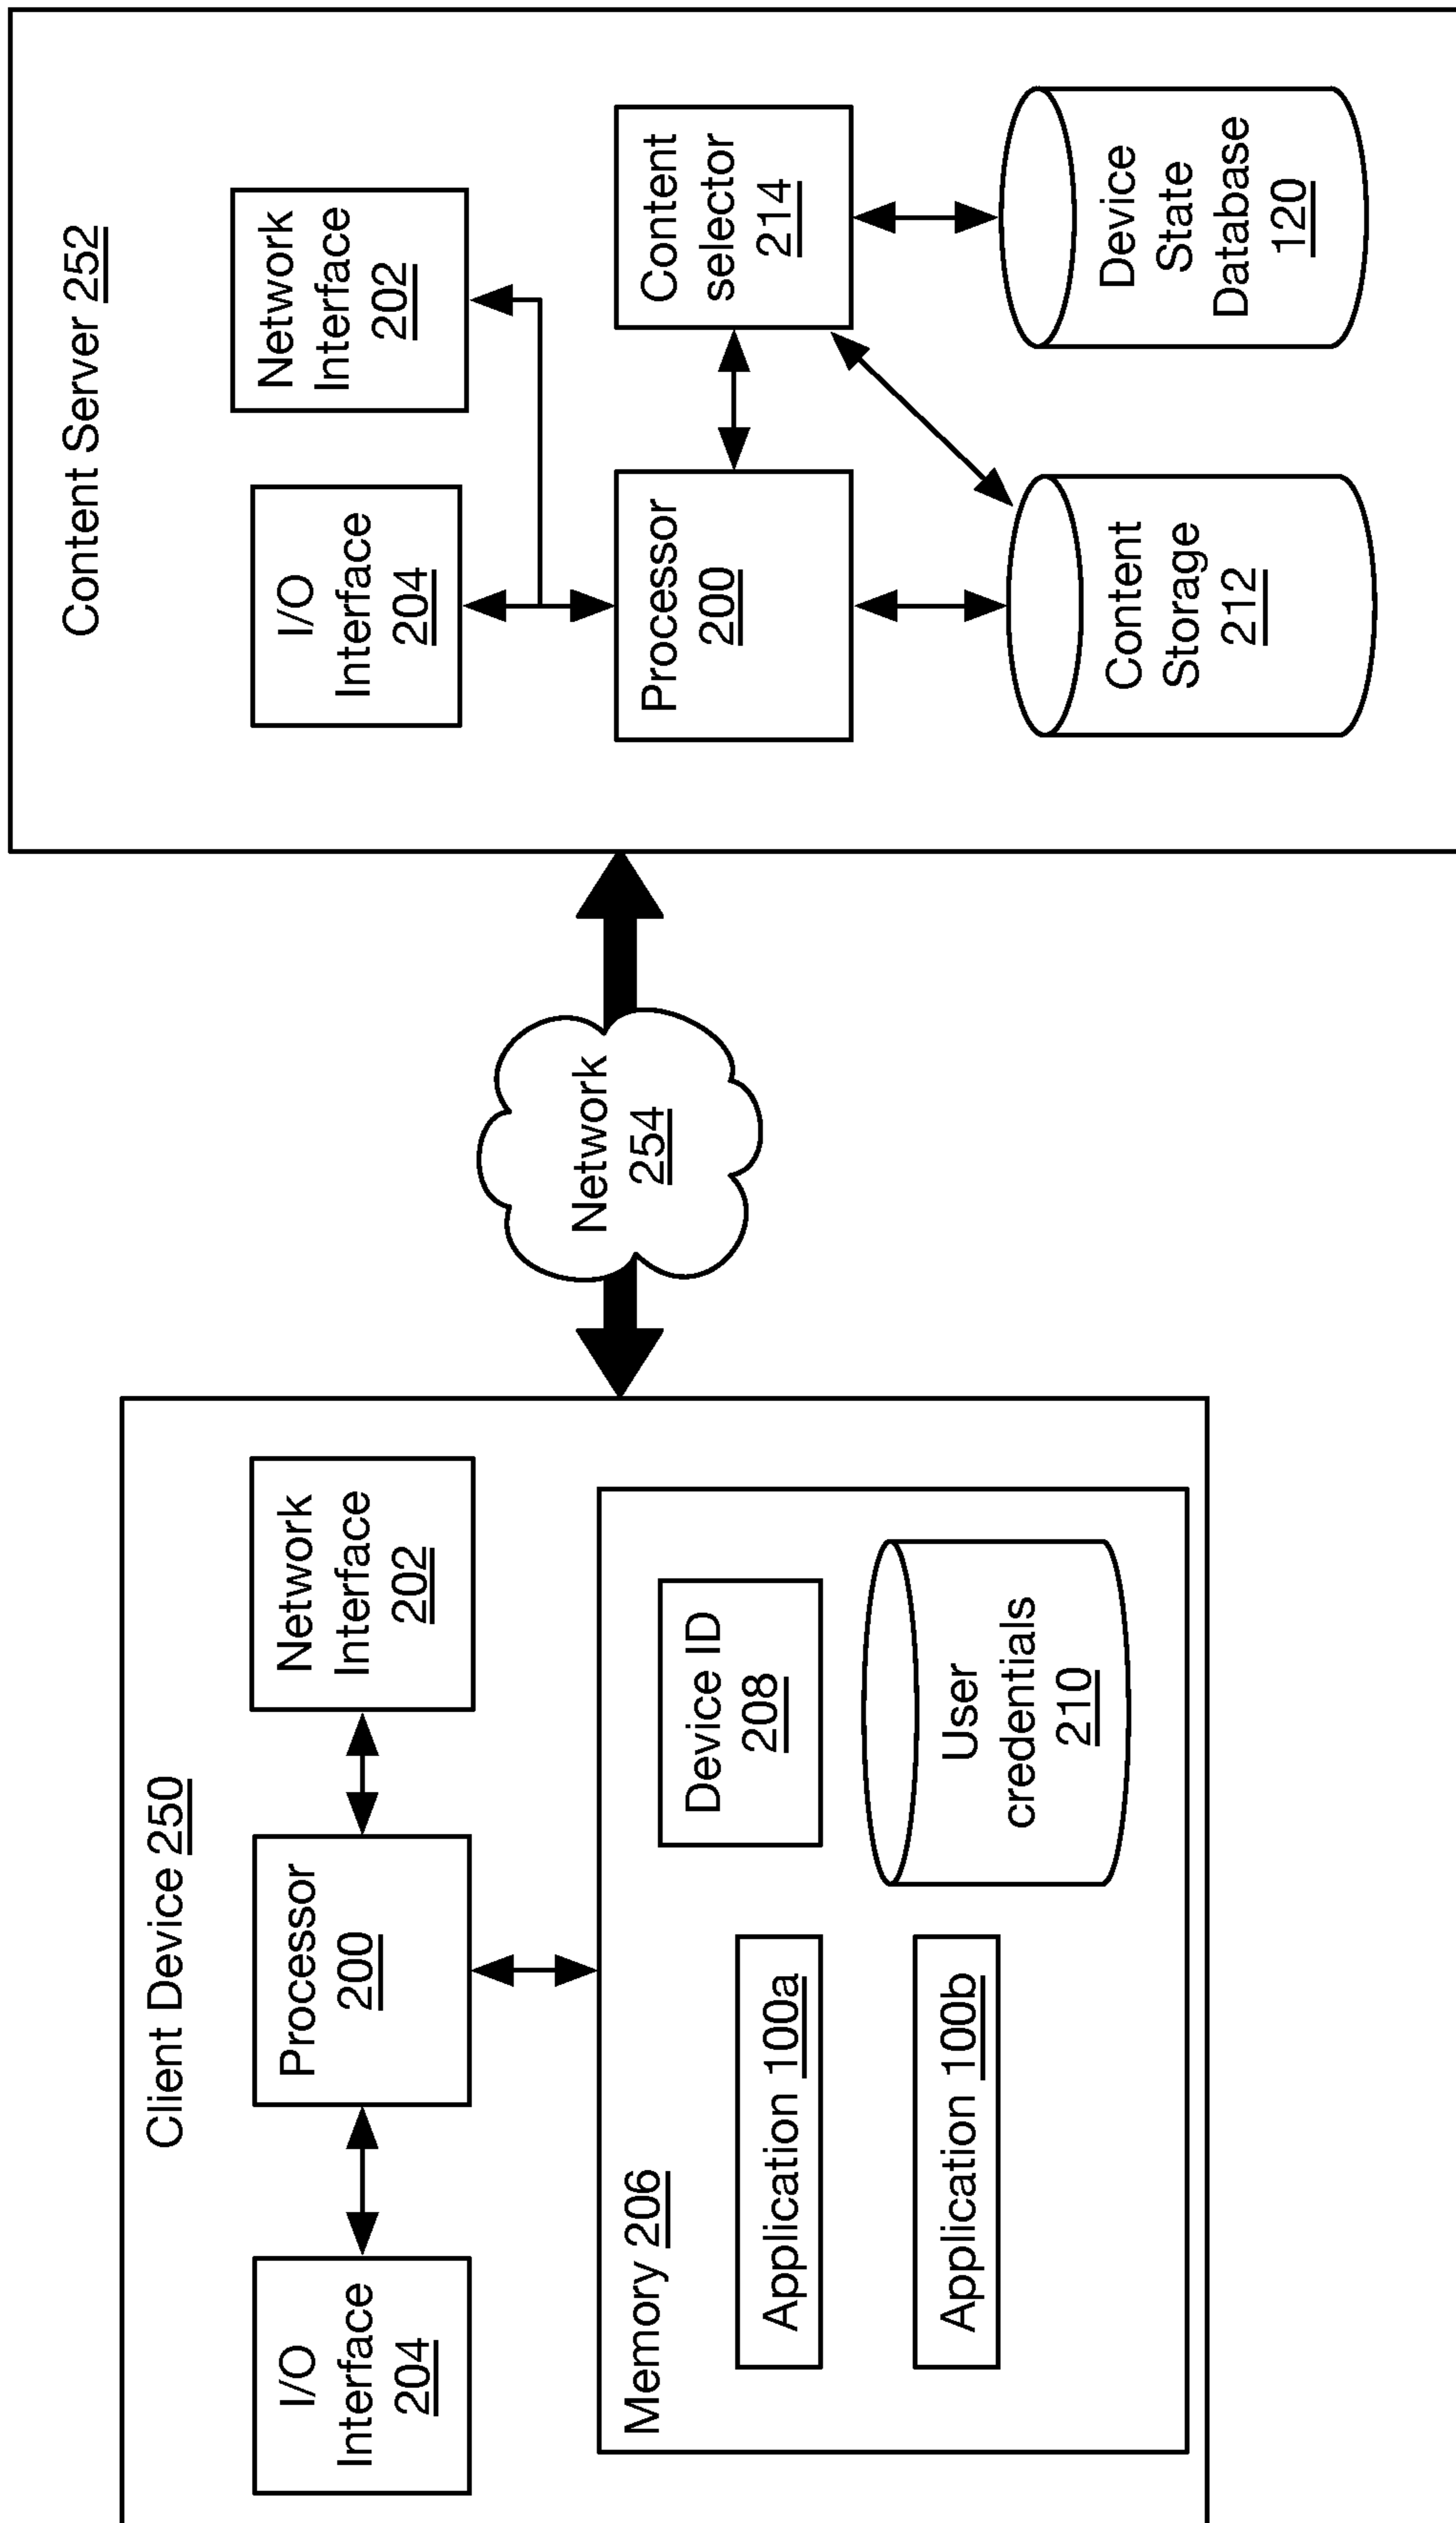 Client Device 250
I/O
Interface
204
Processor
200
Network
Interface
202
Memory 206
Application 100a
Application 100b
Device ID
208
User
credentials
210
Network
254
Content Server 252
I/O
Interface
204
Network
Interface
202
Processor
200
Content
selector
214
Content
Storage
212
Device
State
Database
120